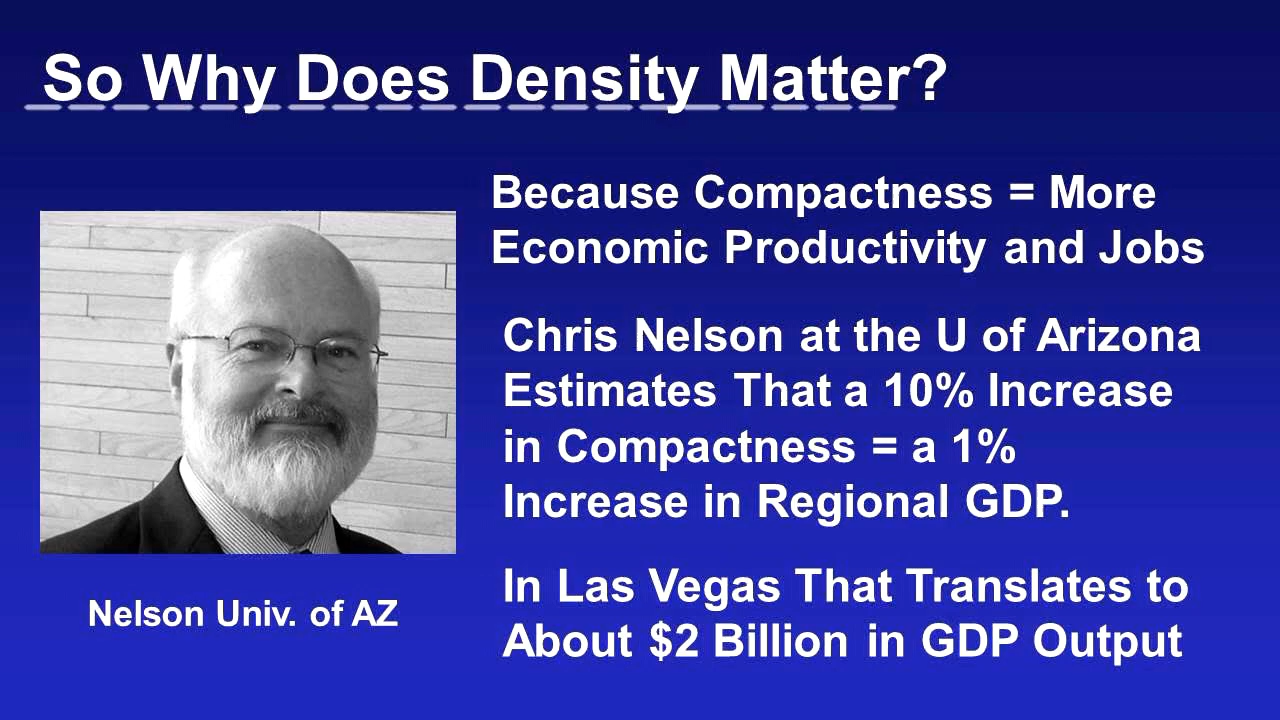 So Why Does Density Matter?
Because Compactness = More
Economic Productivity and Jobs
Chris Nelson at the U of Arizona
Estimates That a 10% Increase
in Compactness = a 1%
Increase in Regional GDP.
In Las Vegas That Translates to
About $2 Billion in GDP Output
Nelson Univ. of AZ